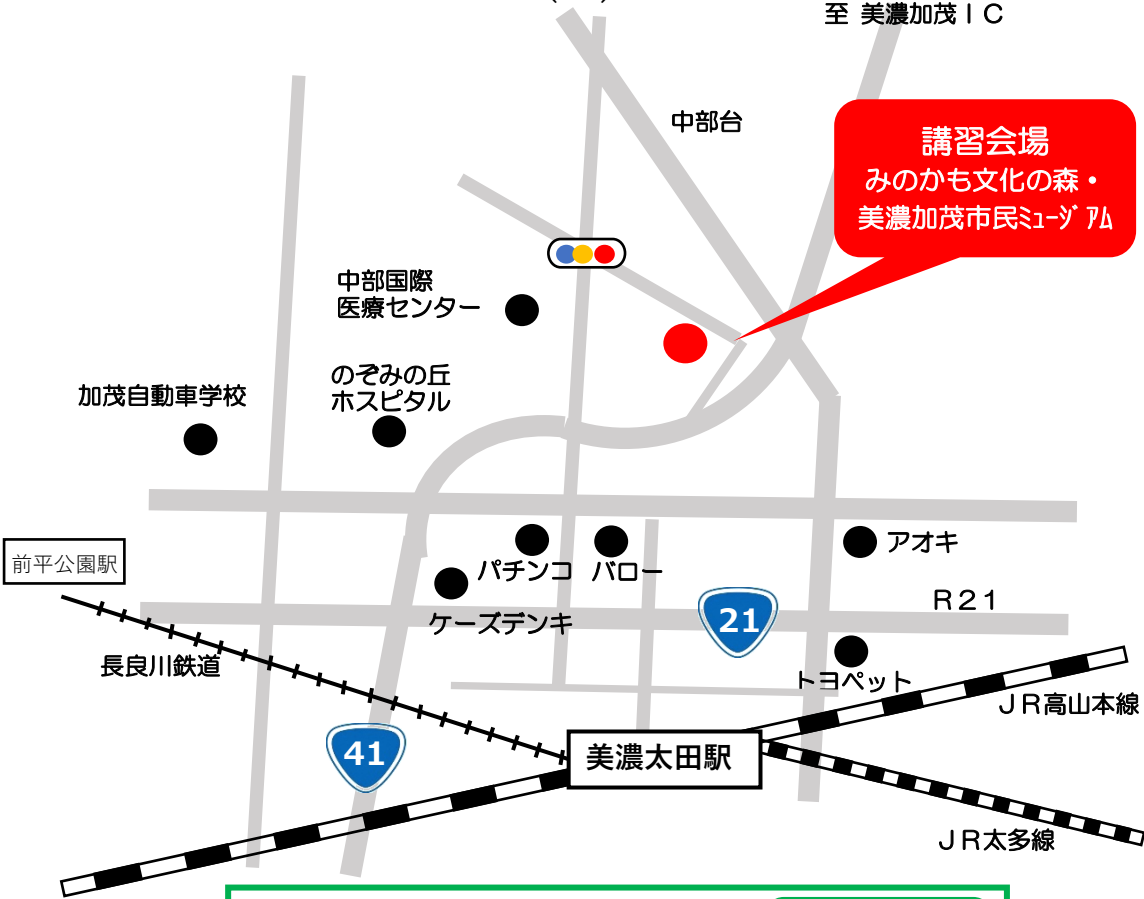 至 美濃加茂ＩＣ
中部台
講習会場
みのかも文化の森・
美濃加茂市民ﾐｭｰｼﾞｱﾑ
中部国際
医療センター
のぞみの丘
ホスピタル
加茂自動車学校
アオキ
パチンコ
バロー
前平公園駅
ケーズデンキ
21
Ｒ２１
長良川鉄道
トヨペット
ＪＲ高山本線
41
美濃太田駅
ＪＲ太多線